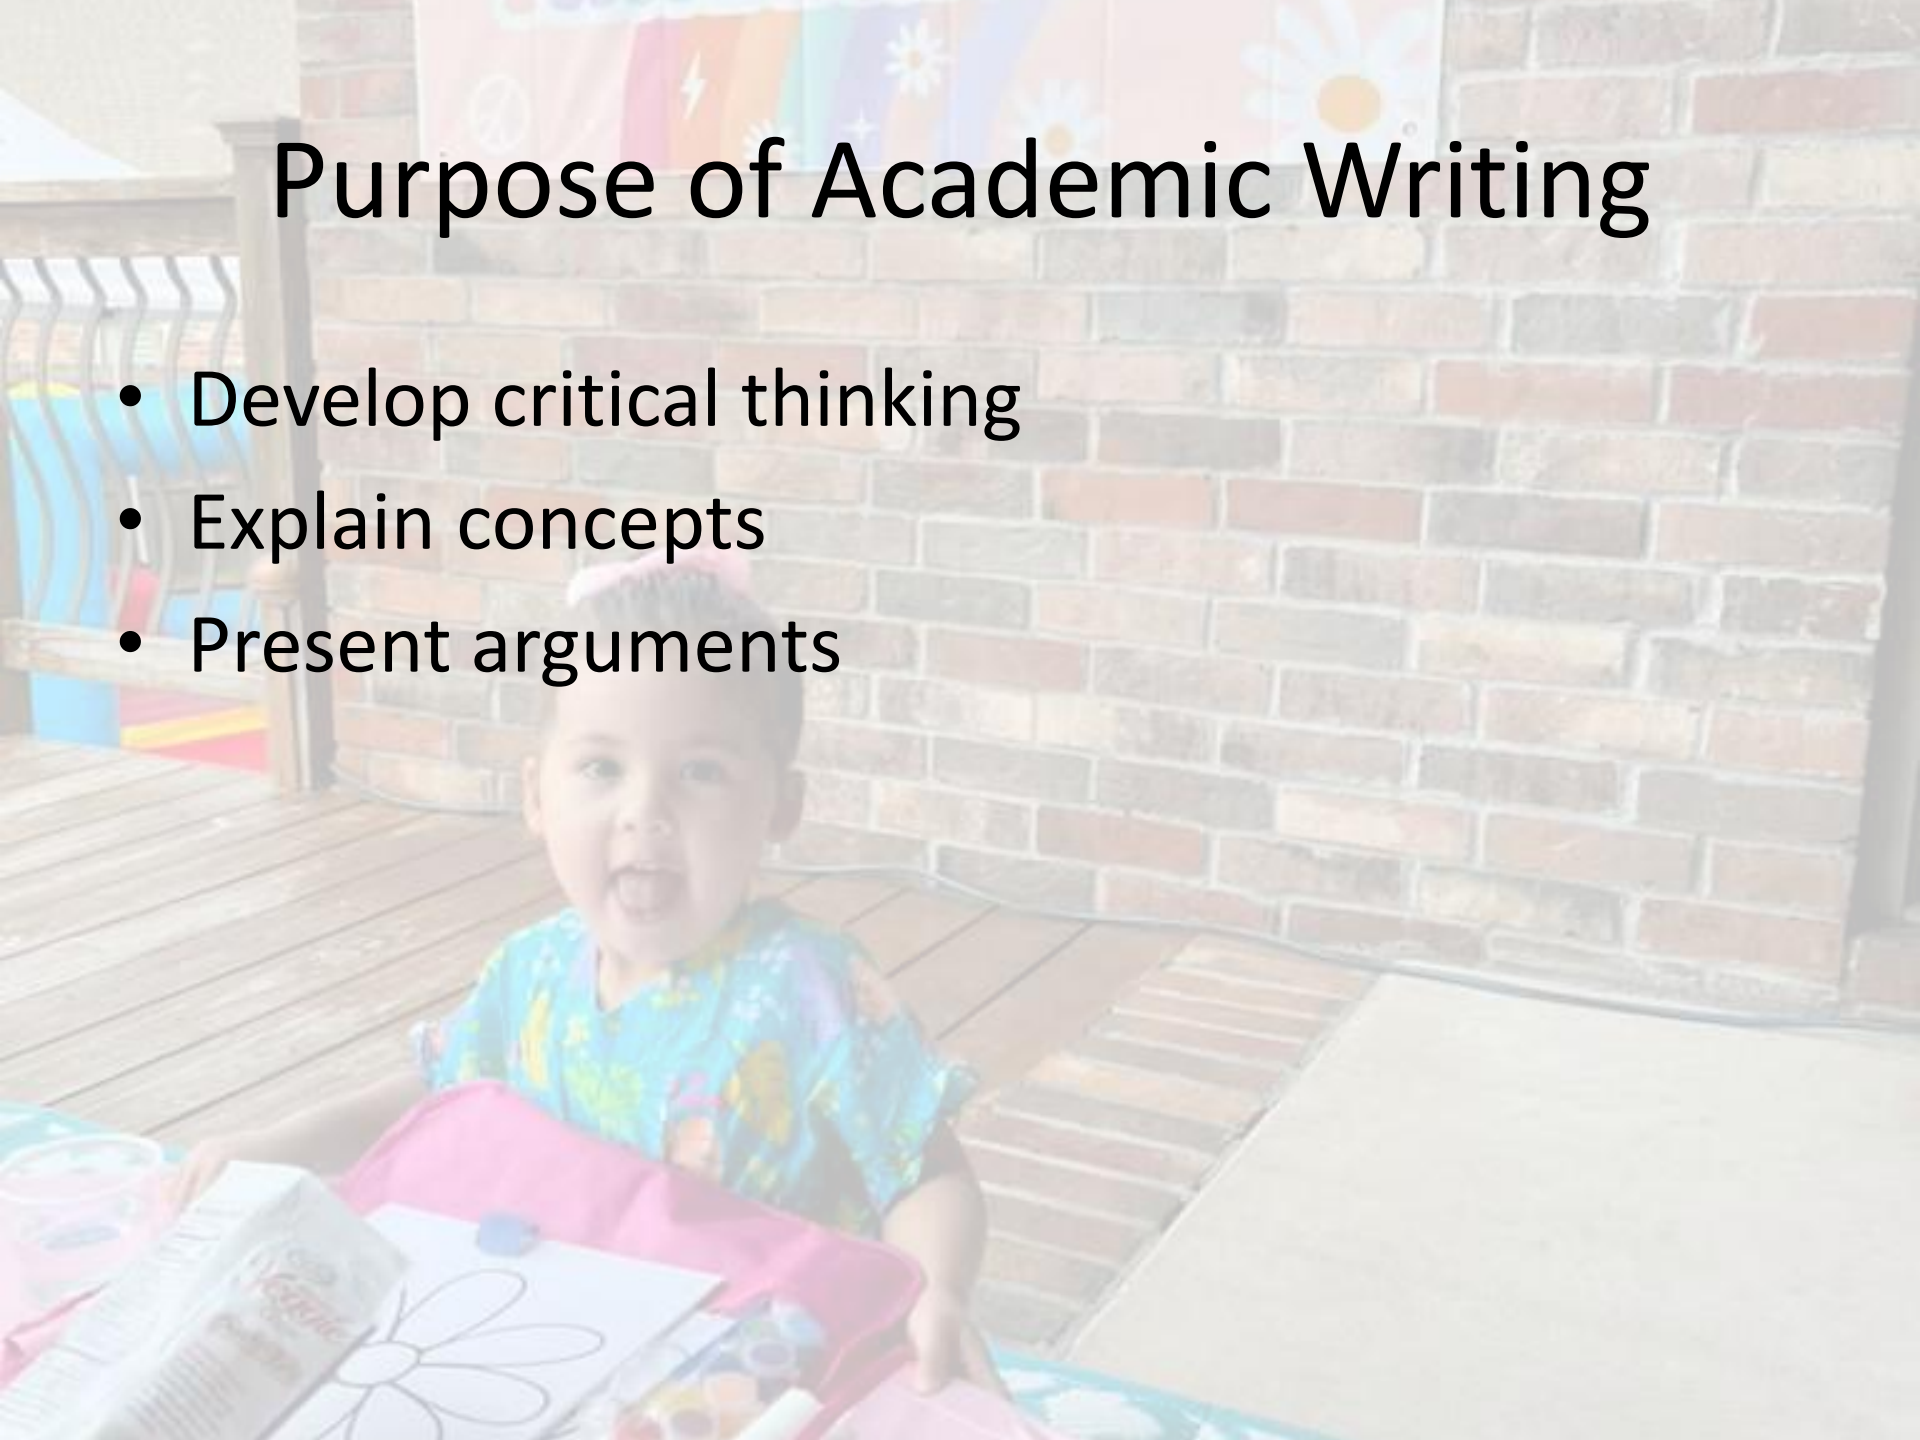 Purpose of Academic Writing
• Develop critical thinking
• Explain concepts
• Present arguments